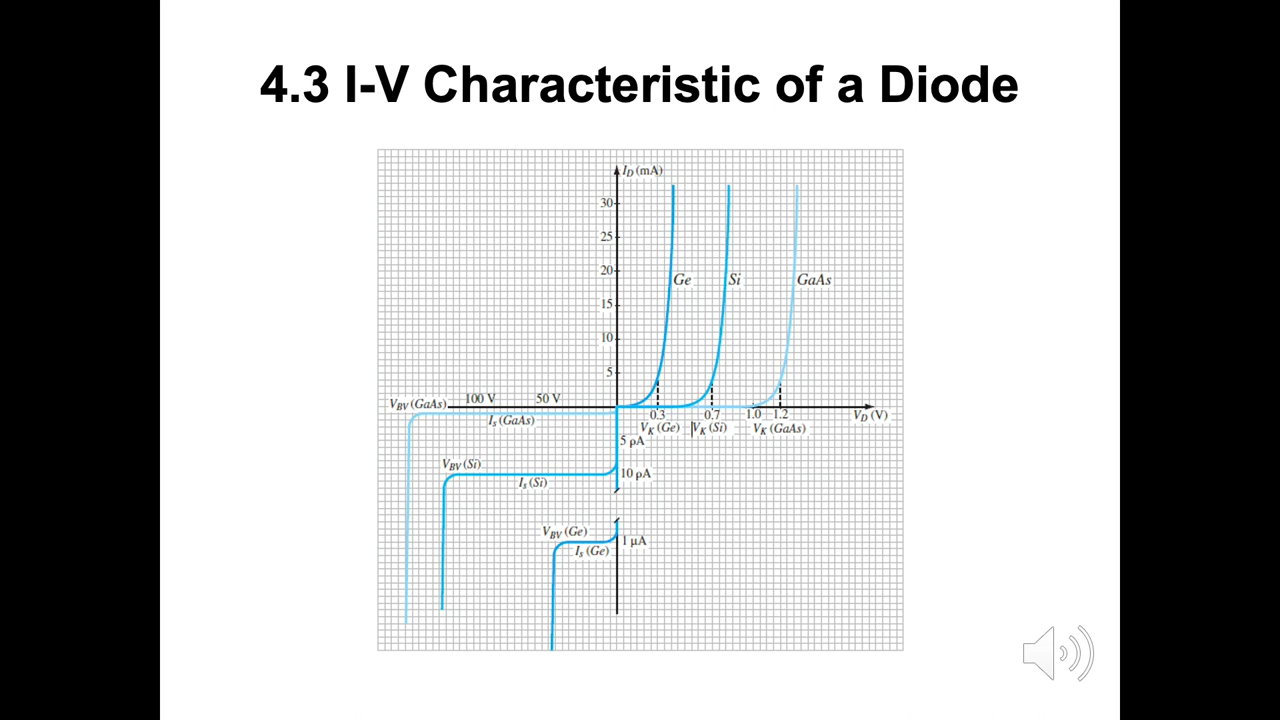 4.3 I-V Characteristic of a Diode
I_D (mA)
30
25
20
15
10
5
Ge
Si
GaAs
V_BV (GaAs)
100 V
50 V
0.3
0.7
1.0
1.2
V_D (V)
I_s (GaAs)
V_K (Ge)
V_K (Si)
V_K (GaAs)
5 pA
V_BV (Si)
10 pA
I_s (Si)
V_BV (Ge)
1 μA
I_s (Ge)